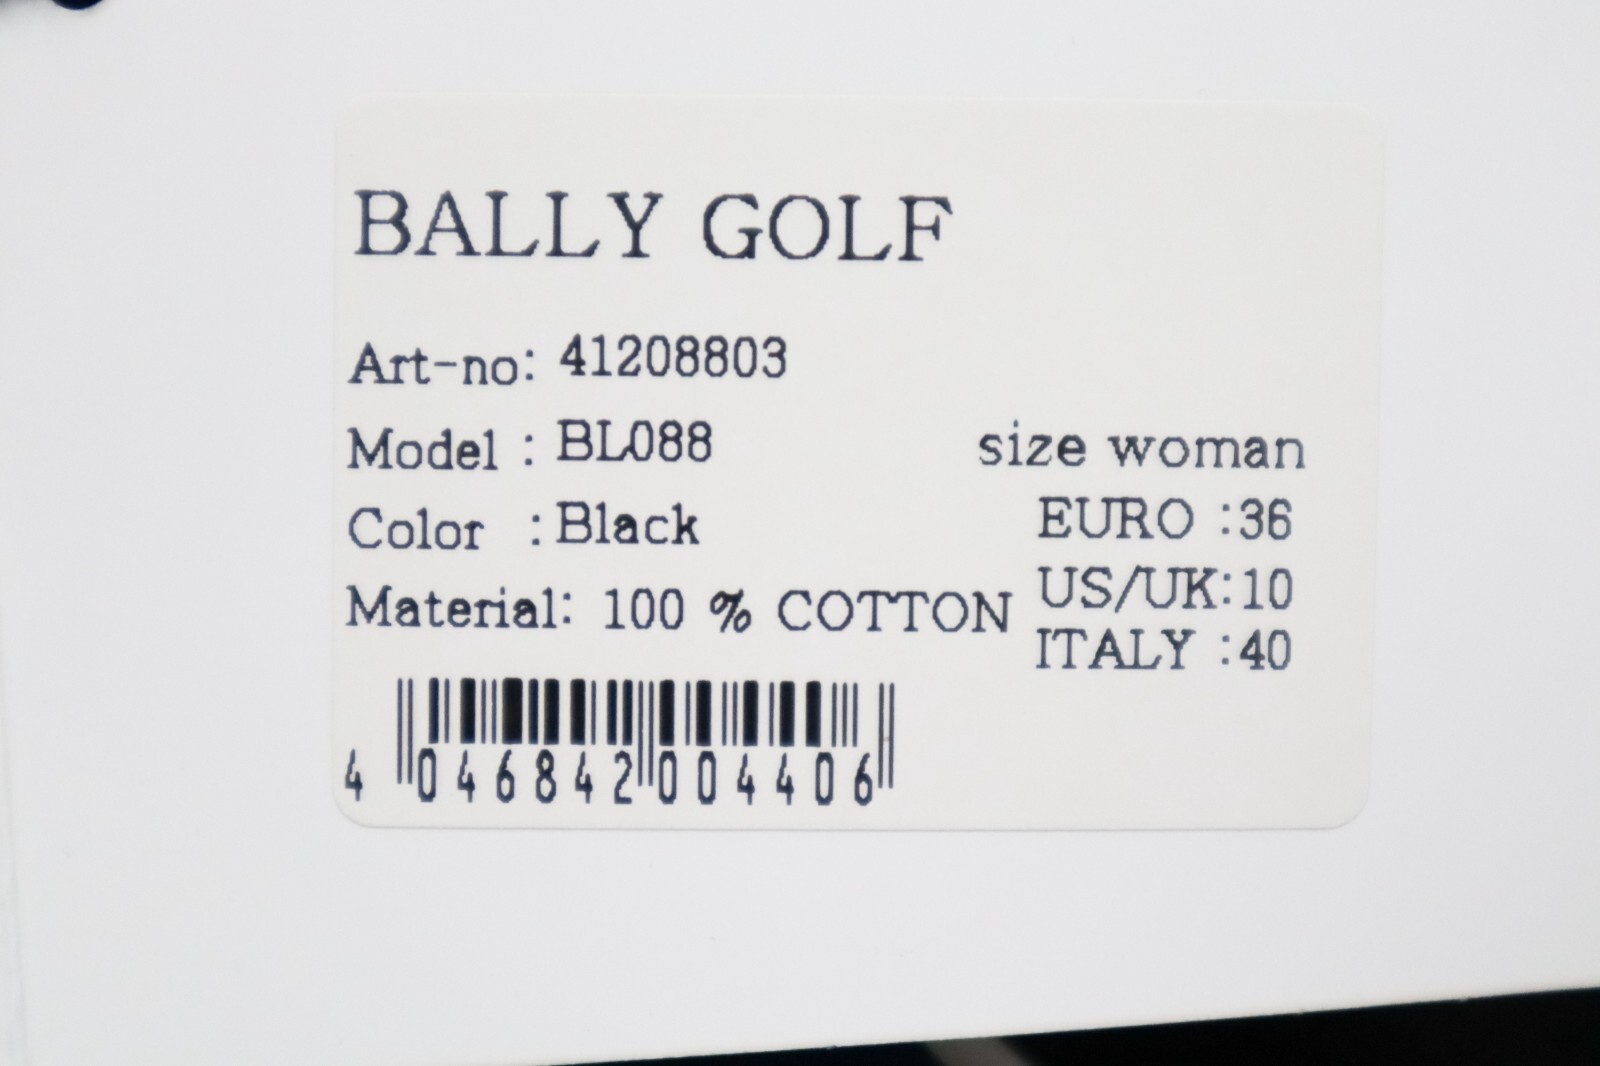 BALLY GOLF
Art-no: 41208803
Model : BL088
Color : Black
Material: 100 % COTTON
size woman
EURO :36
US/UK:10
ITALY :40
4 046842 004406